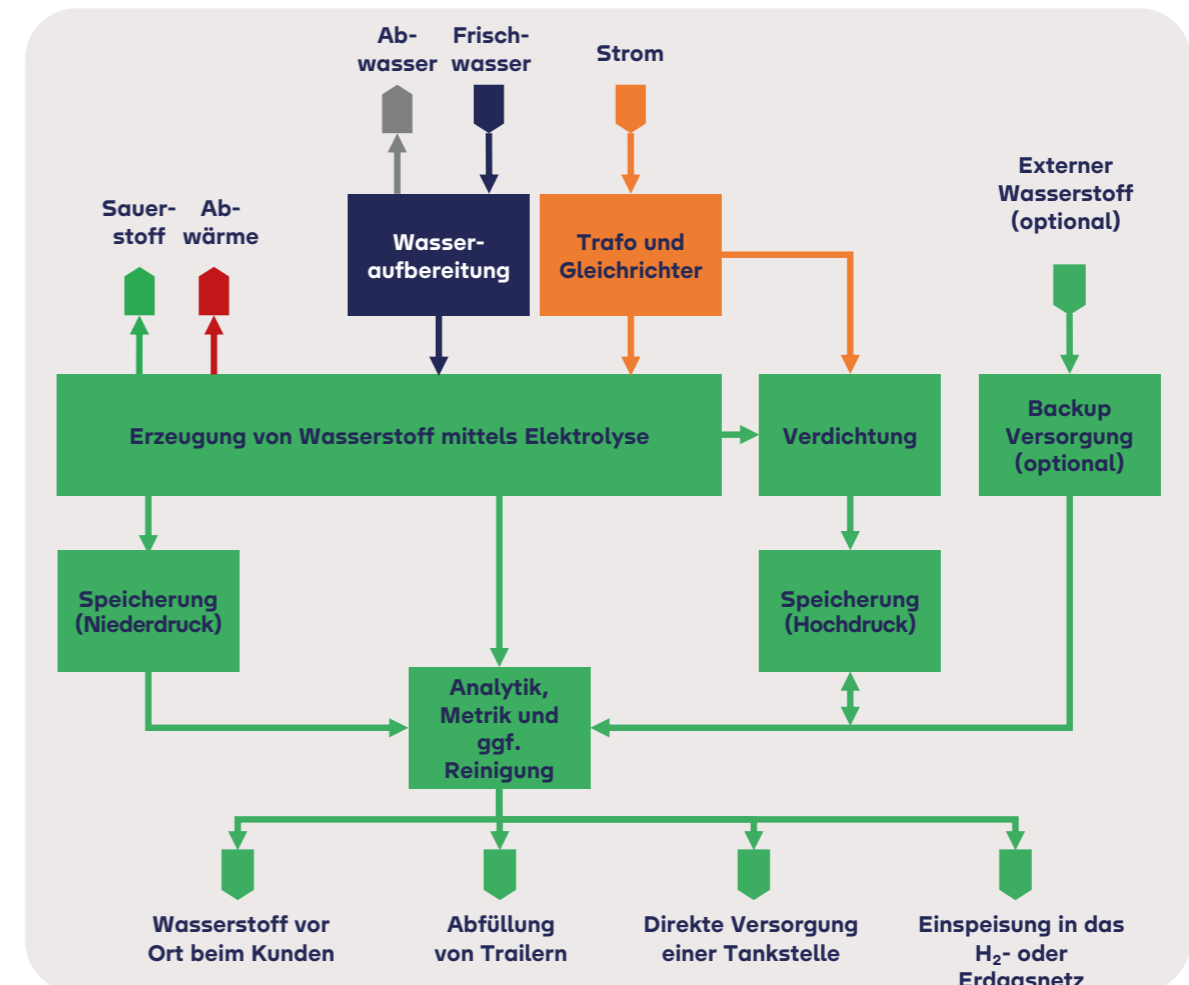 Ab-
wasser
Frisch-
wasser
Strom
Externer
Wasserstoff
(optional)
Sauer-
stoff
Ab-
wärme
Wasser-
aufbereitung
Trafo und
Gleichrichter
Erzeugung von Wasserstoff mittels Elektrolyse
Verdichtung
Backup
Versorgung
(optional)
Speicherung
(Niederdruck)
Speicherung
(Hochdruck)
Analytik,
Metrik und
ggf.
Reinigung
Wasserstoff vor
Ort beim Kunden
Abfüllung
von Trailern
Direkte Versorgung
einer Tankstelle
Einspeisung in das
H₂- oder
Erdgasnetz